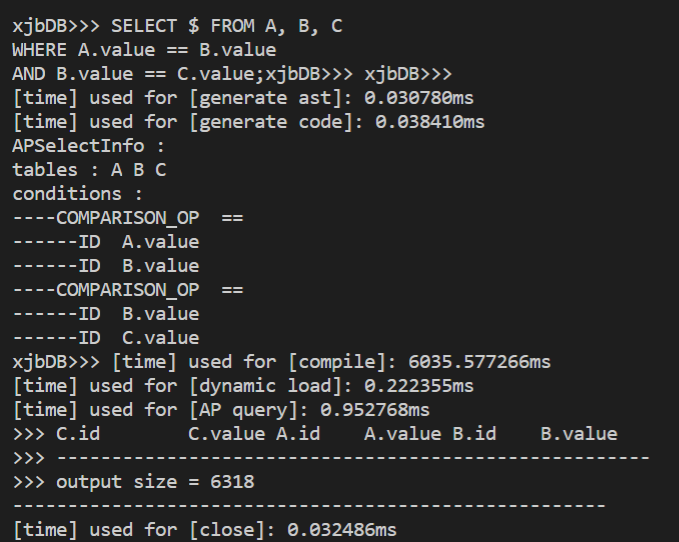 xjbDB>>> SELECT $ FROM A, B, C
WHERE A.value == B.value
AND B.value == C.value;xjbDB>>> xjbDB>>>
[time] used for [generate ast]: 0.030780ms
[time] used for [generate code]: 0.038410ms
APSelectInfo :
tables : A B C
conditions :
----COMPARISON_OP  ==
------ID  A.value
------ID  B.value
----COMPARISON_OP  ==
------ID  B.value
------ID  C.value
xjbDB>>> [time] used for [compile]: 6035.577266ms
[time] used for [dynamic load]: 0.222355ms
[time] used for [AP query]: 0.952768ms
>>> C.id        C.value A.id    A.value B.id    B.value
>>> ------------------------------------------------------
>>> output size = 6318
------------------------------------------------------
[time] used for [close]: 0.032486ms